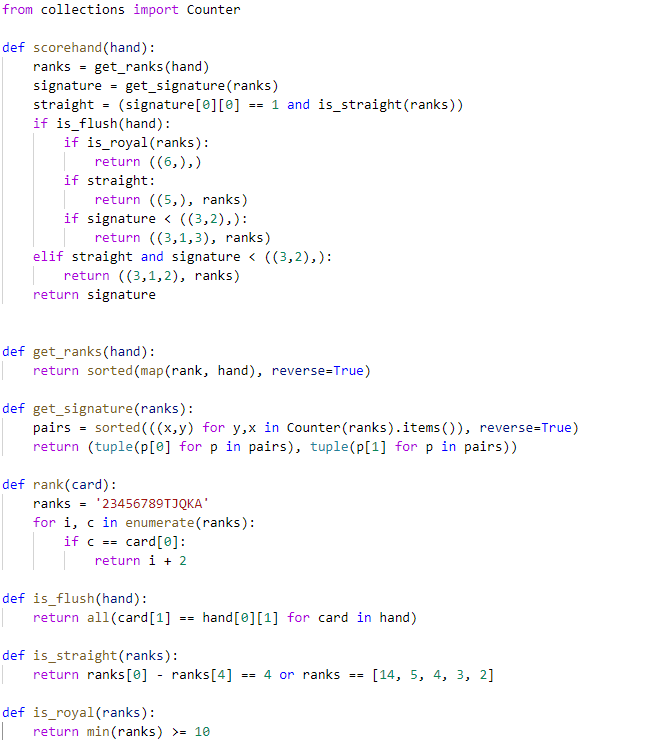 from collections import Counter
def scorehand(hand):
    ranks = get_ranks(hand)
    signature = get_signature(ranks)
    straight = (signature[0][0] == 1 and is_straight(ranks))
    if is_flush(hand):
        if is_royal(ranks):
            return ((6,),)
        if straight:
            return ((5,), ranks)
        if signature < ((3,2),):
            return ((3,1,3), ranks)
    elif straight and signature < ((3,2),):
        return ((3,1,2), ranks)
    return signature
def get_ranks(hand):
    return sorted(map(rank, hand), reverse=True)
def get_signature(ranks):
    pairs = sorted(((x,y) for y,x in Counter(ranks).items()), reverse=True)
    return (tuple(p[0] for p in pairs), tuple(p[1] for p in pairs))
def rank(card):
    ranks = '23456789TJQKA'
    for i, c in enumerate(ranks):
        if c == card[0]:
            return i + 2
def is_flush(hand):
    return all(card[1] == hand[0][1] for card in hand)
def is_straight(ranks):
    return ranks[0] - ranks[4] == 4 or ranks == [14, 5, 4, 3, 2]
def is_royal(ranks):
    return min(ranks) >= 10